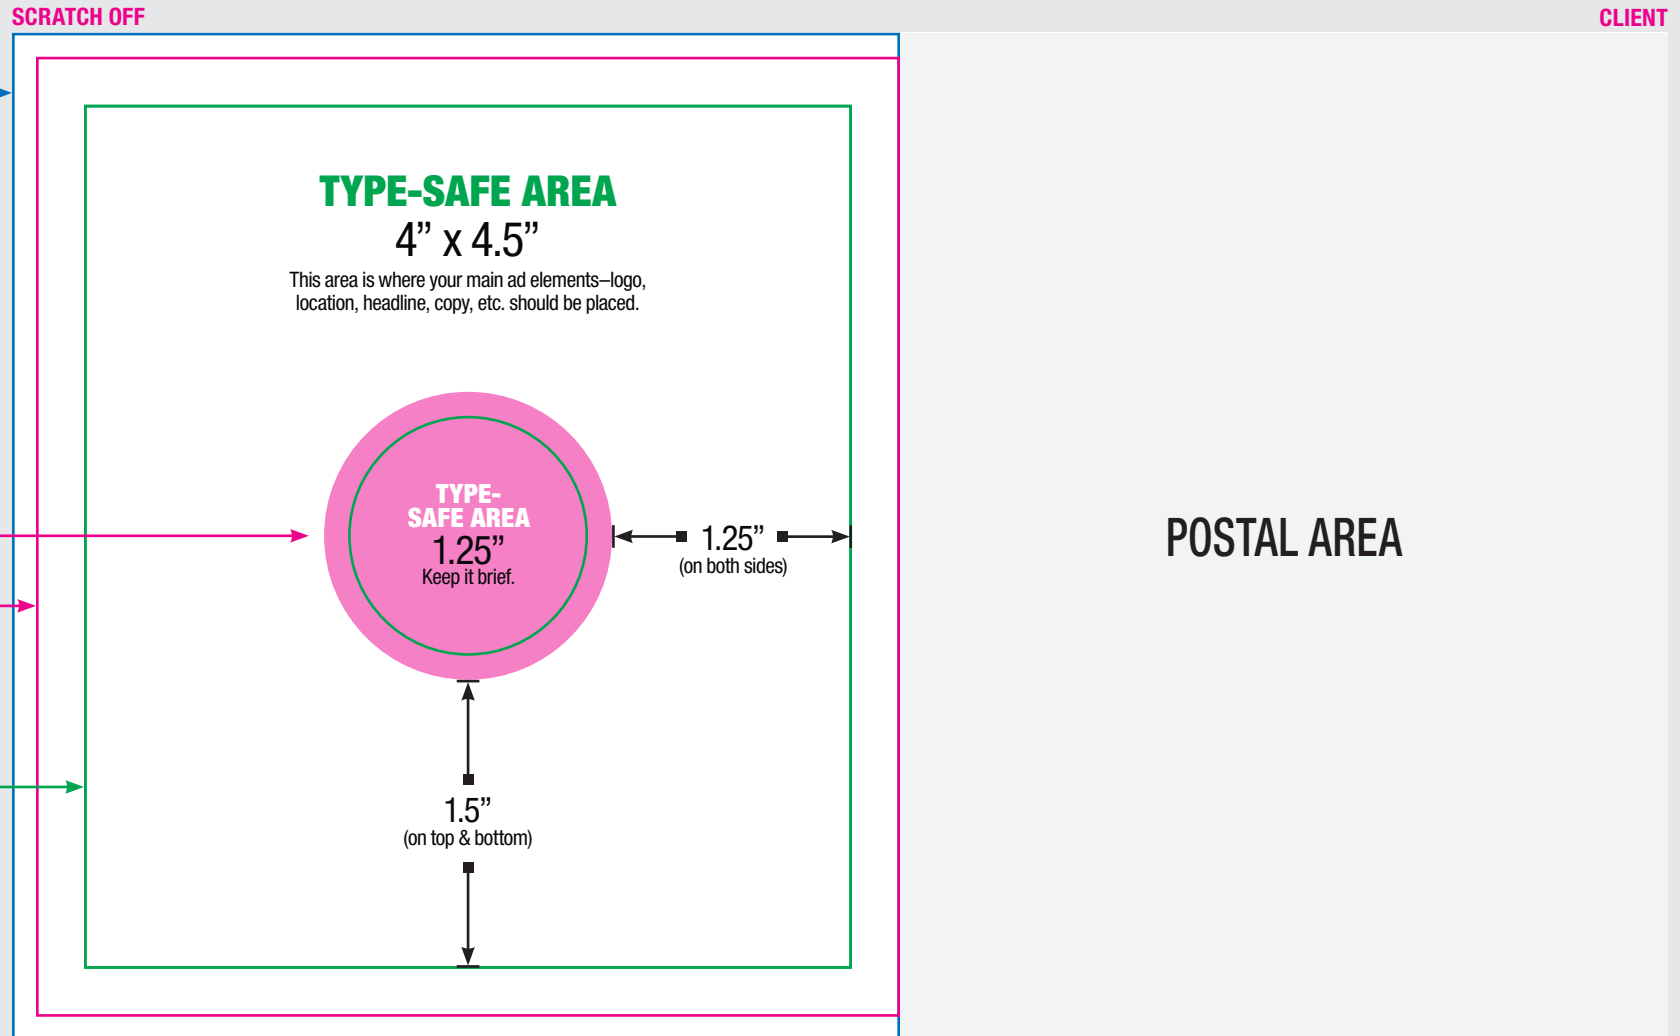 SCRATCH OFF
CLIENT
TYPE-SAFE AREA
4” x 4.5”
This area is where your main ad elements–logo,
location, headline, copy, etc. should be placed.
TYPE-
SAFE AREA
1.25”
Keep it brief.
1.25”
(on both sides)
POSTAL AREA
1.5”
(on top & bottom)